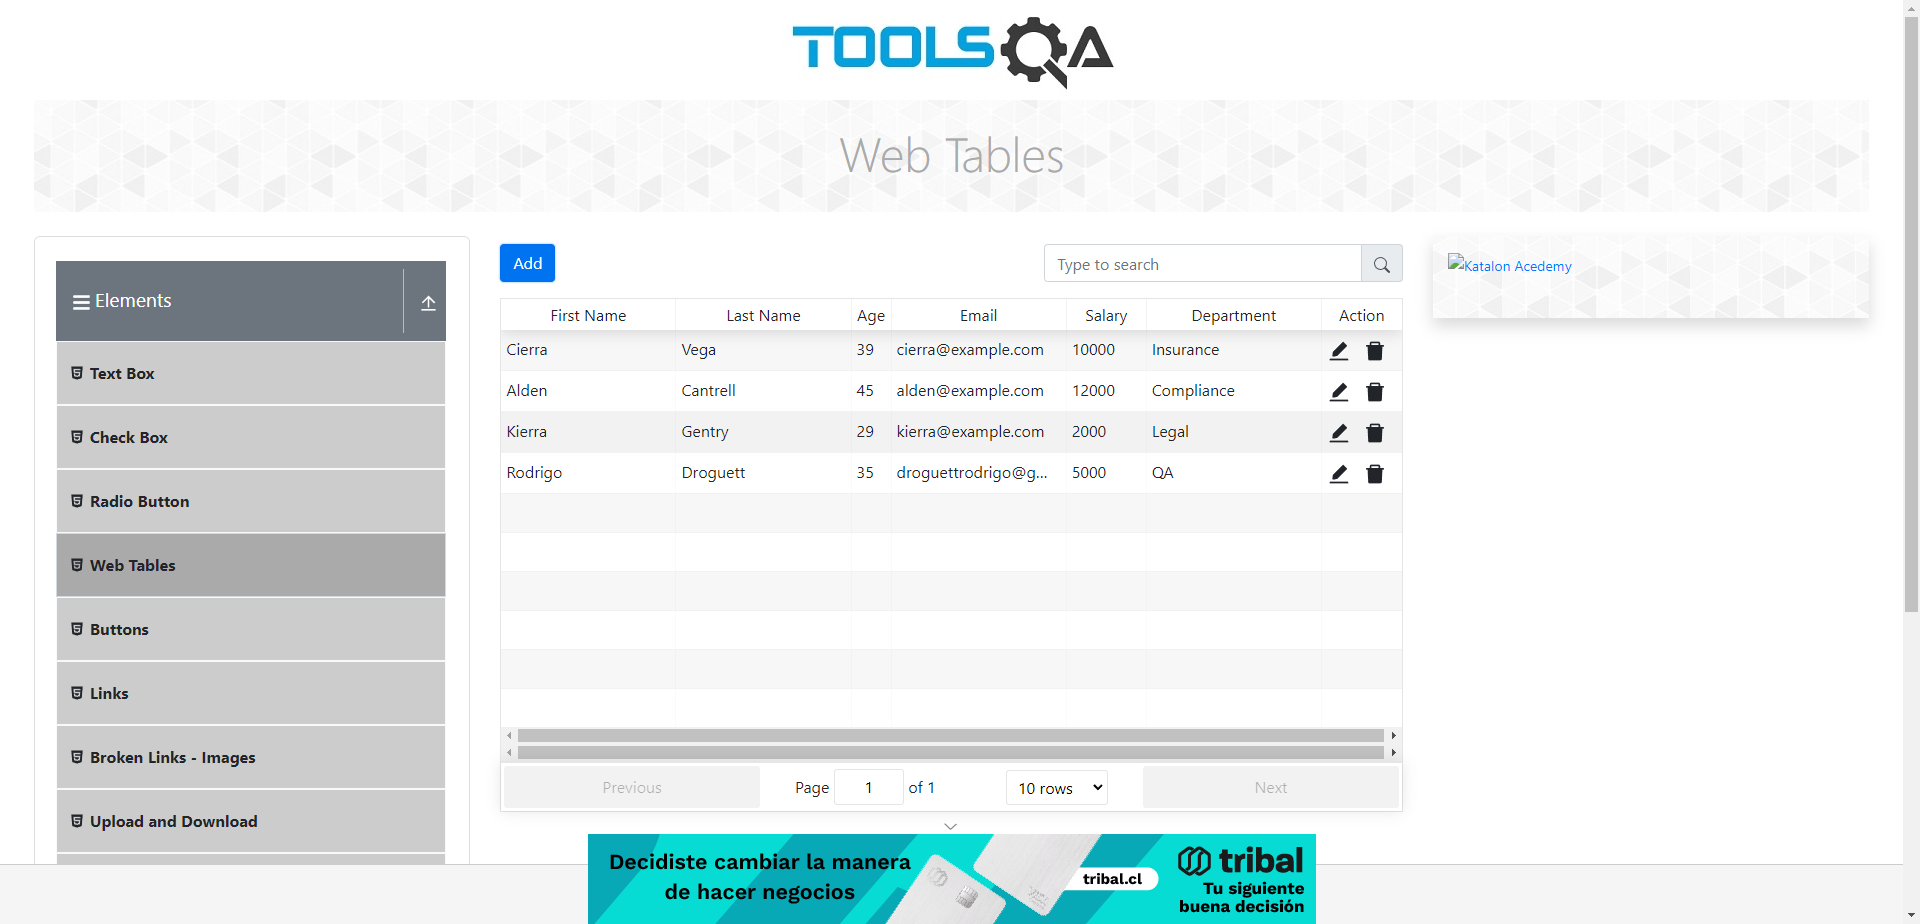 TOOLSQA
Web Tables
Elements
Text Box
Check Box
Radio Button
Web Tables
Buttons
Links
Broken Links - Images
Upload and Download
Add
Type to search
First Name Last Name Age Email Salary Department Action
Cierra Vega 39 cierra@example.com 10000 Insurance
Alden Cantrell 45 alden@example.com 12000 Compliance
Kierra Gentry 29 kierra@example.com 2000 Legal
Rodrigo Droguett 35 droguettrodrigo@g... 5000 QA
Previous Page 1 of 1 10 rows Next
Katalon Acedemy
Decidiste cambiar la manera
de hacer negocios
tribal.cl
tribal
Tu siguiente
buena decisión